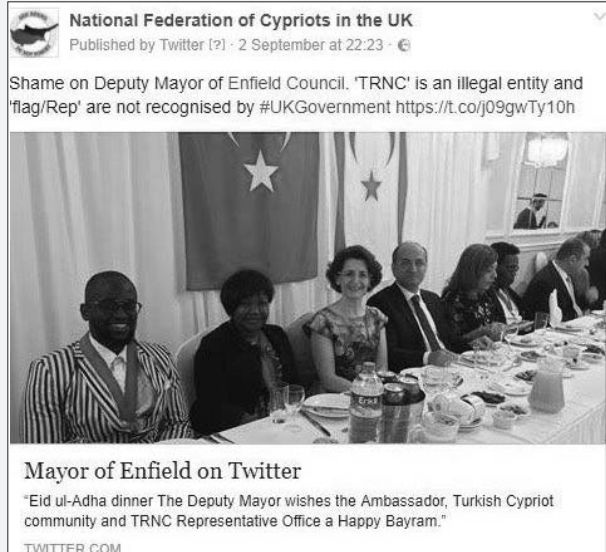 National Federation of Cypriots in the UK
Published by Twitter [?] · 2 September at 22:23 ·
Shame on Deputy Mayor of Enfield Council. 'TRNC' is an illegal entity and
'flag/Rep' are not recognised by #UKGovernment https://t.co/j09gwTy10h
Erikli
Mayor of Enfield on Twitter
“Eid ul-Adha dinner The Deputy Mayor wishes the Ambassador, Turkish Cypriot
community and TRNC Representative Office a Happy Bayram.”
TWITTER.COM